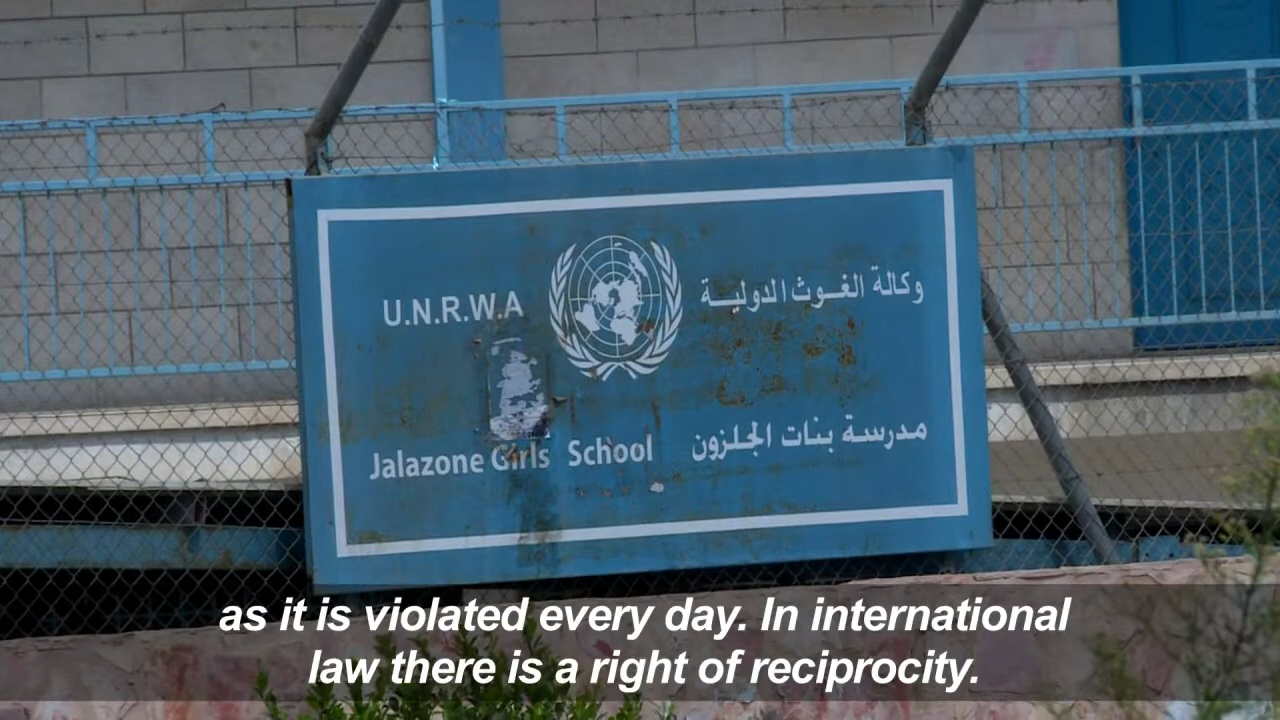 U.N.R.W.A
وكالة الغوث الدولية
Jalazone Girls School
مدرسة بنات الجلزون
as it is violated every day. In international
law there is a right of reciprocity.